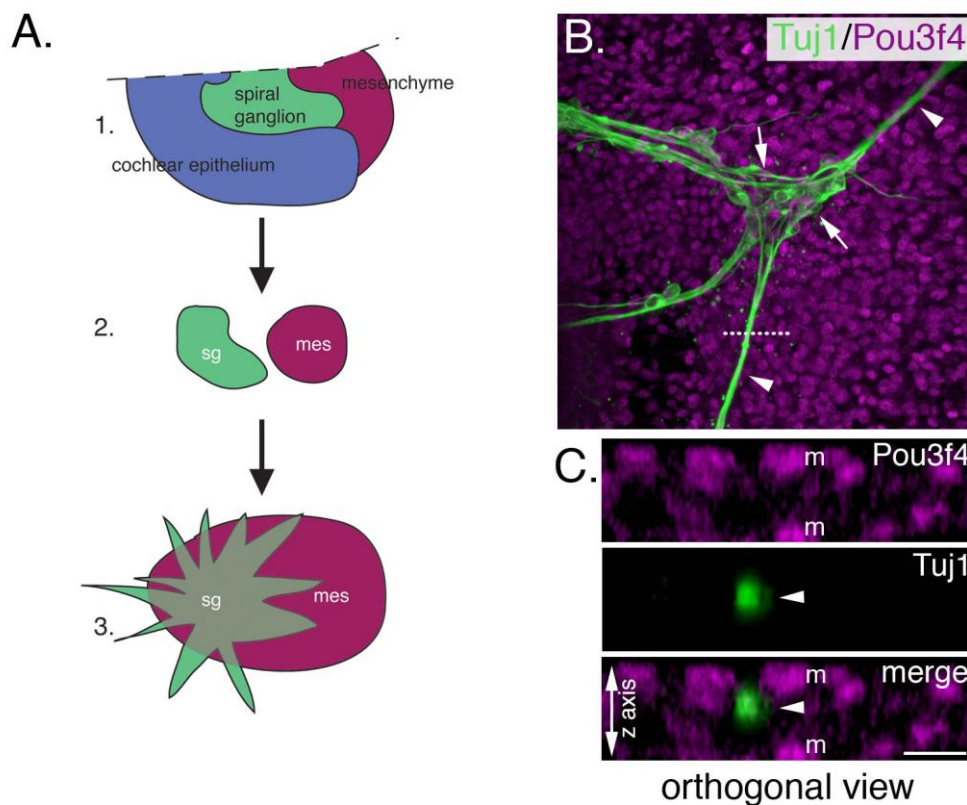 A.
mesenchyme
spiral
ganglion
1.
cochlear epithelium
2.
sg
mes
sg
mes
3.
B.
Tuj1/Pou3f4
C.
Pou3f4
m
m
Tuj1
merge
m
m
z axis
orthogonal view